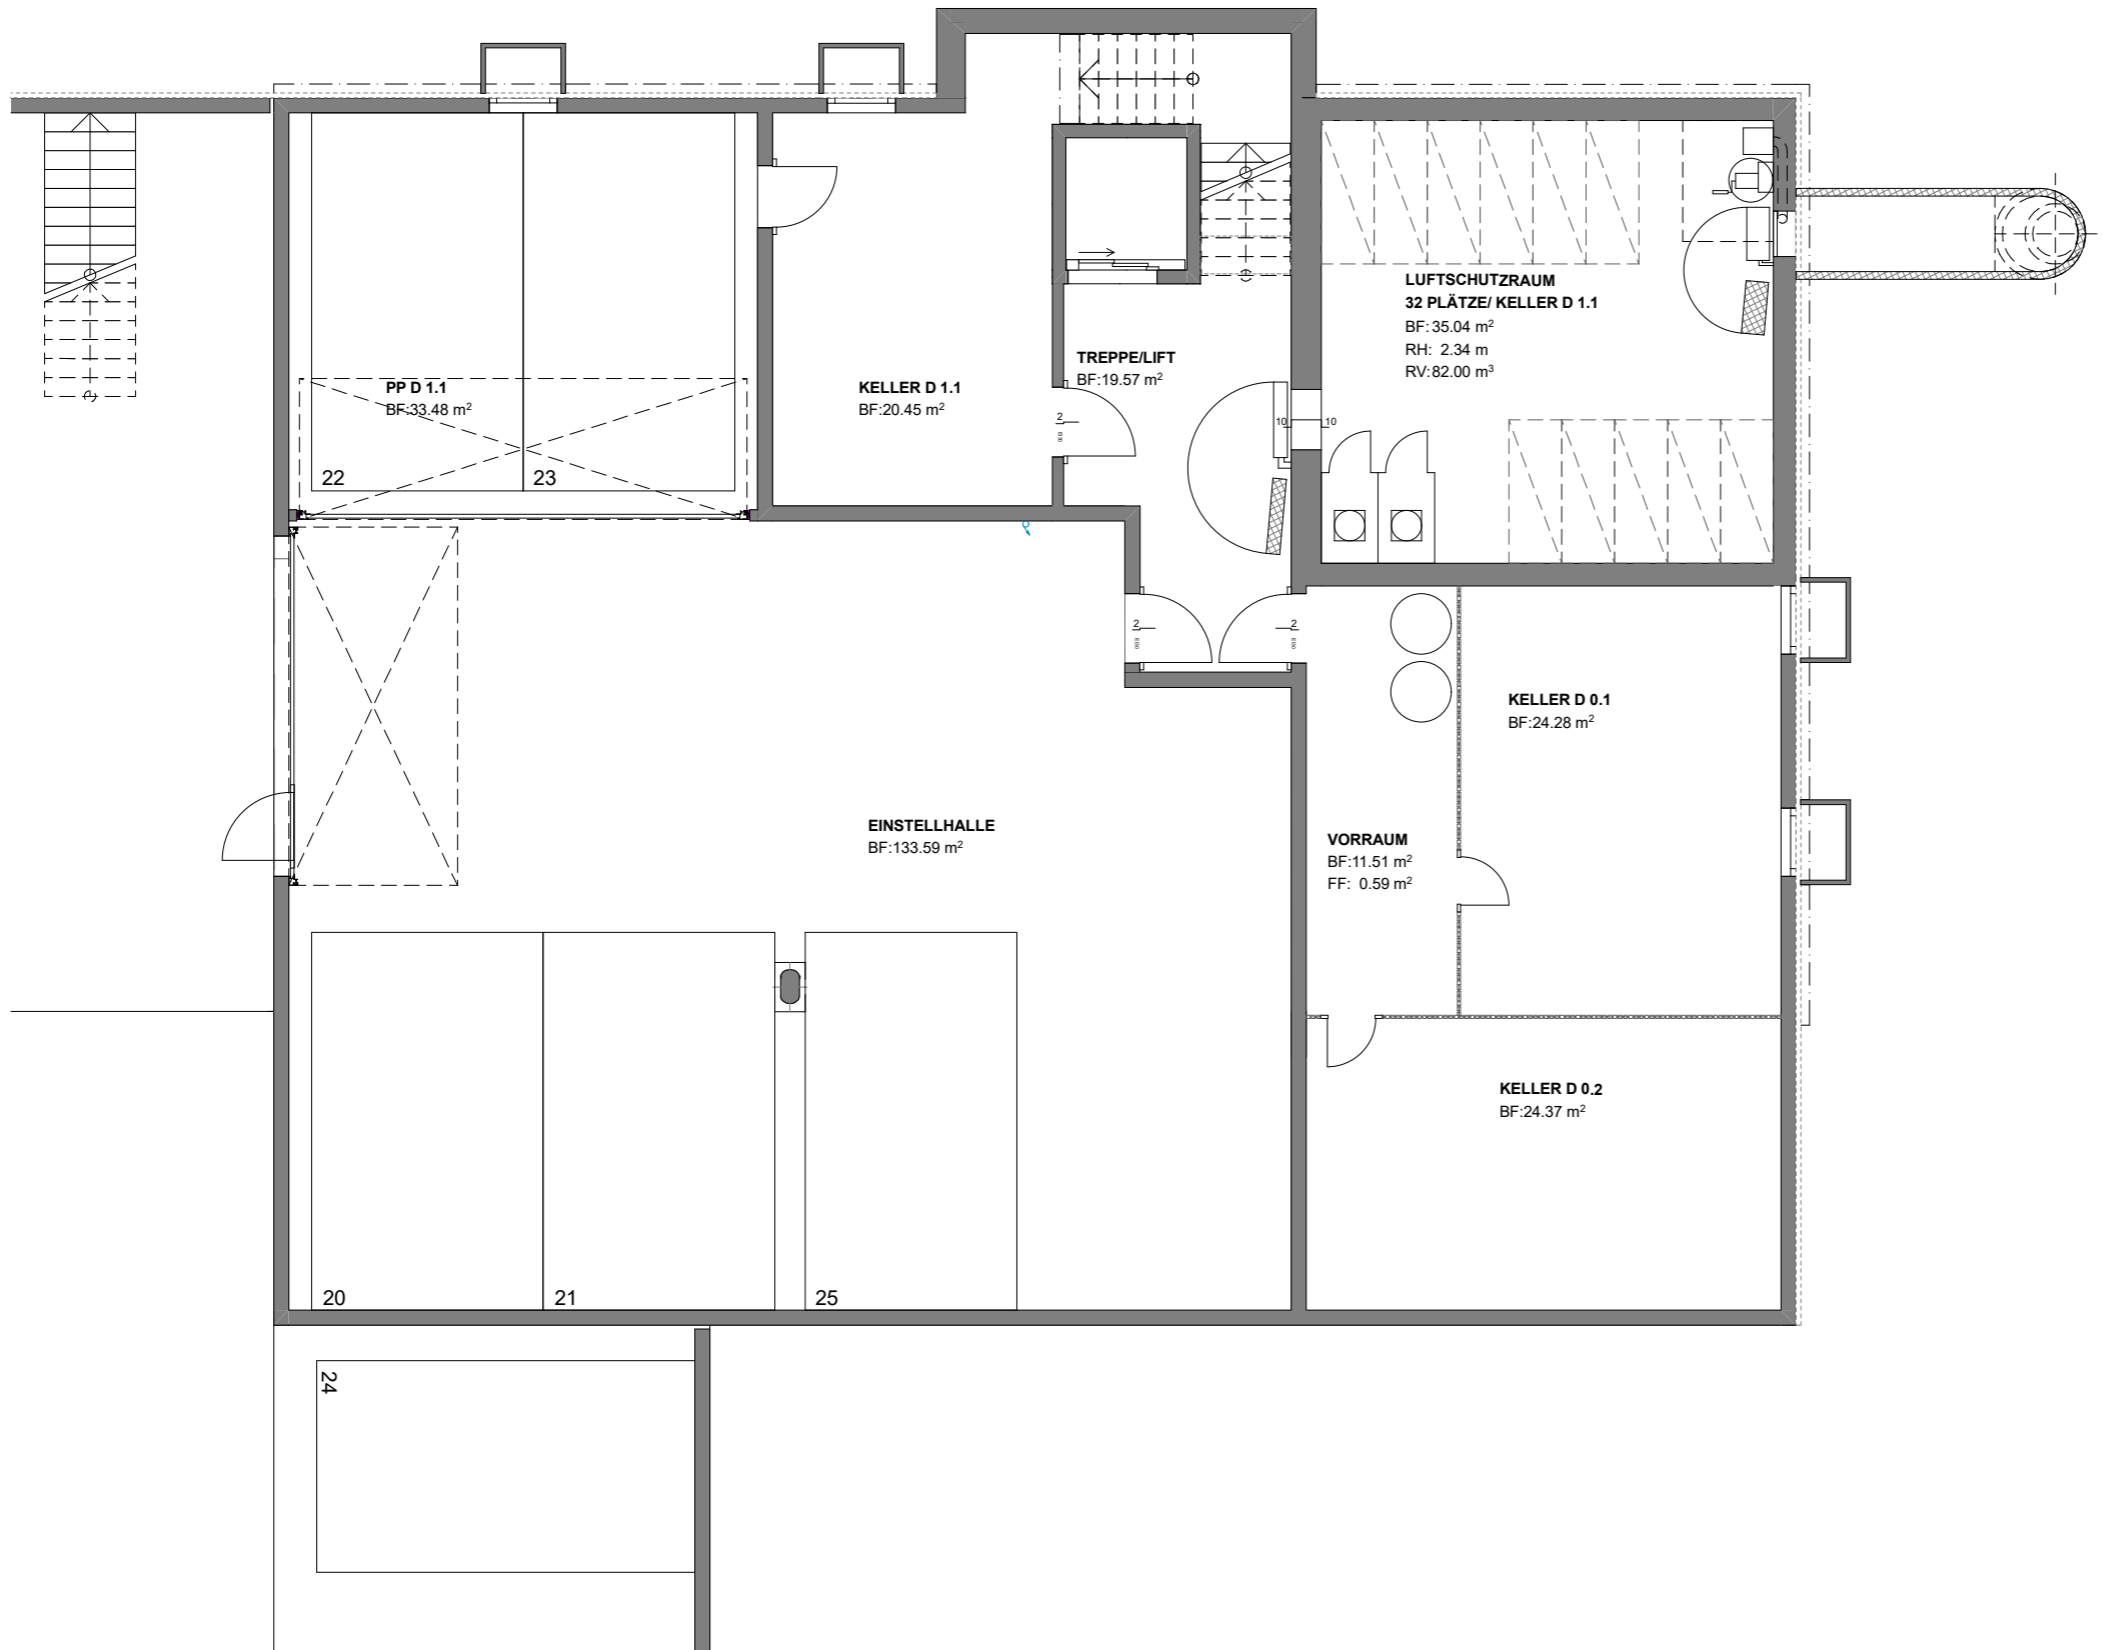 LUFTSCHUTZRAUM
32 PLÄTZE/ KELLER D 1.1
BF: 35.04 m²
RH: 2.34 m
RV:82.00 m³
TREPPE/LIFT
BF:19.57 m²
PP D 1.1
BF:33.48 m²
KELLER D 1.1
BF:20.45 m²
2
10
10
22
23
2
2
KELLER D 0.1
BF:24.28 m²
EINSTELLHALLE
BF:133.59 m²
VORRAUM
BF:11.51 m²
FF: 0.59 m²
KELLER D 0.2
BF:24.37 m²
20
21
25
24